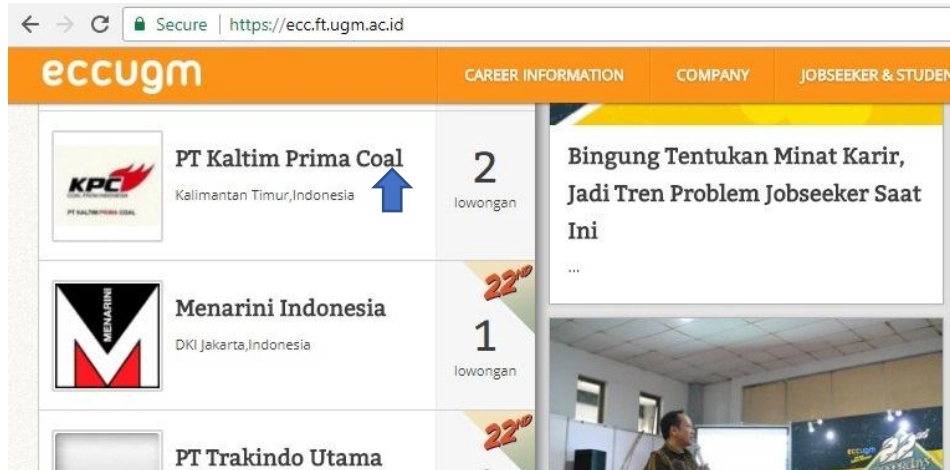 Secure | https://ecc.ft.ugm.ac.id
eccugm
CAREER INFORMATION
COMPANY
JOBSEEKER & STUDEN
KPC
PT KALTIM PRIMA COAL
PT Kaltim Prima Coal
Kalimantan Timur,Indonesia
2
lowongan
MENARINI
Menarini Indonesia
DKI Jakarta,Indonesia
22ND
1
lowongan
PT Trakindo Utama
22ND
Bingung Tentukan Minat Karir,
Jadi Tren Problem Jobseeker Saat
Ini
...
eccugm
22nd